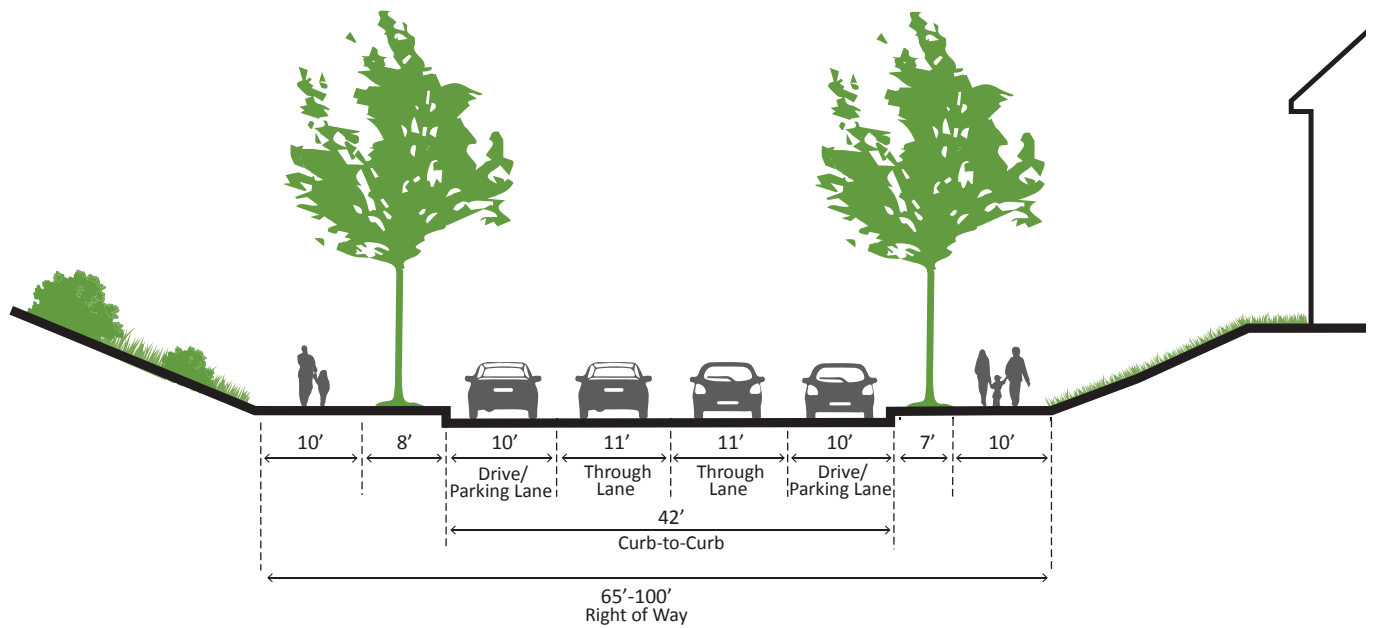 10’ 8’ 10’ 11’ 11’ 10’ 7’ 10’
Drive/ Through Through Drive/
Parking Lane Lane Lane Parking Lane
42’
Curb-to-Curb
65’-100’
Right of Way